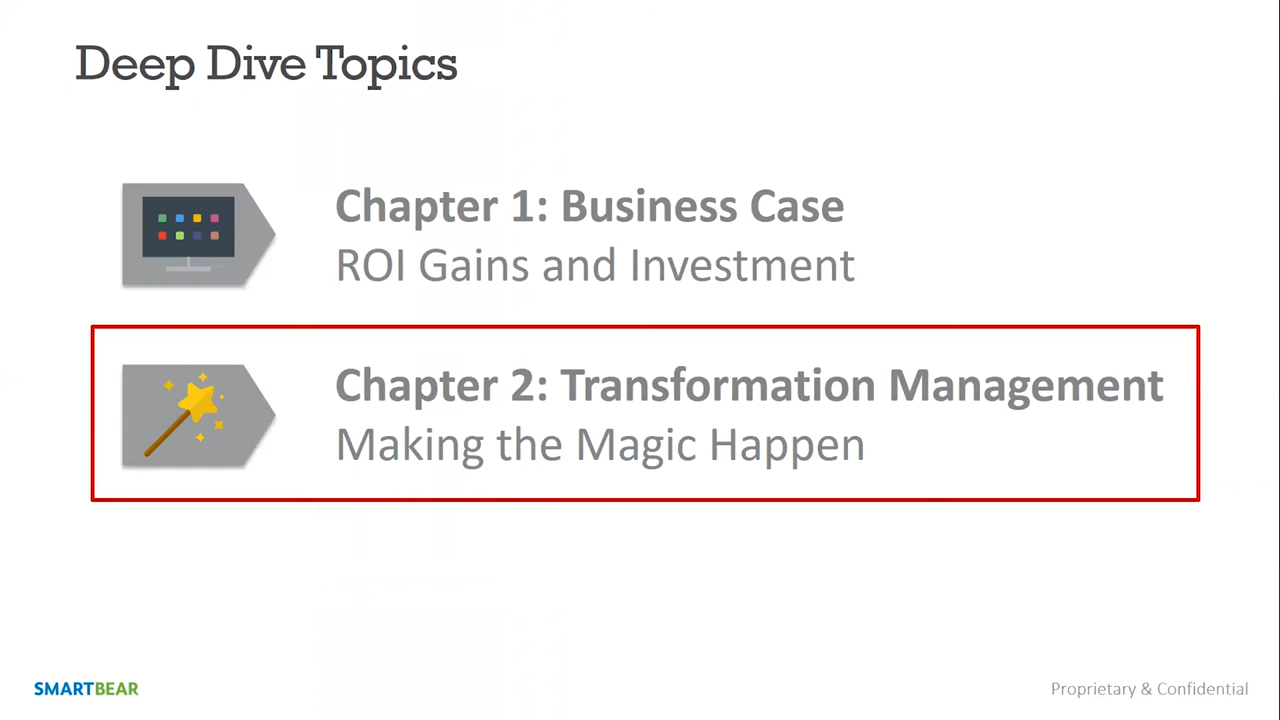 Deep Dive Topics
Chapter 1: Business Case
ROI Gains and Investment
Chapter 2: Transformation Management
Making the Magic Happen
SMARTBEAR
Proprietary & Confidential